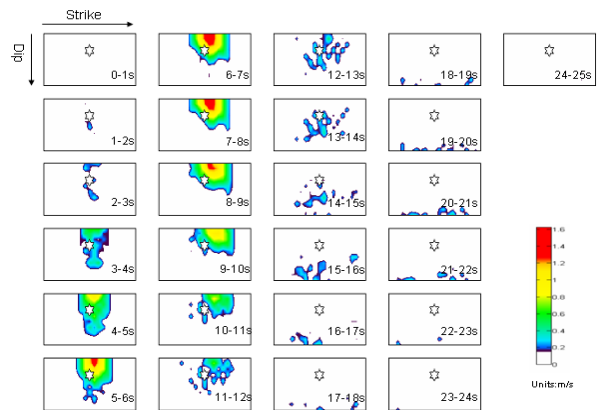 Strike
Dip
0-1s
6-7s
12-13s
18-19s
24-25s
1-2s
7-8s
13-14s
19-20s
2-3s
8-9s
14-15s
20-21s
3-4s
9-10s
15-16s
21-22s
4-5s
10-11s
16-17s
22-23s
5-6s
11-12s
17-18s
23-24s
1.6
1.2
1
0.8
0.6
0.4
0.2
0
Units:m/s